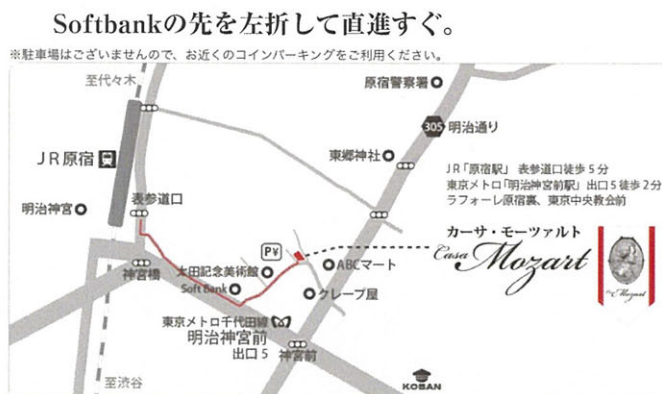 Softbankの先を左折して直進すぐ。
※駐車場はございませんので、お近くのコインパーキングをご利用ください。
至代々木
原宿警察署
305 明治通り
JR原宿
東郷神社
JR「原宿駅」 表参道口徒歩5分
東京メトロ「明治神宮前駅」出口5徒歩2分
ラフォーレ原宿裏、東京中央教会前
明治神宮
表参道口
カーサ・モーツァルト
Casa Mozart
P¥
神宮橋
太田記念美術館
ABCマート
Soft Bank
クレープ屋
Mozart
東京メトロ千代田線
明治神宮前
出口5
神宮前
至渋谷
KOBAN